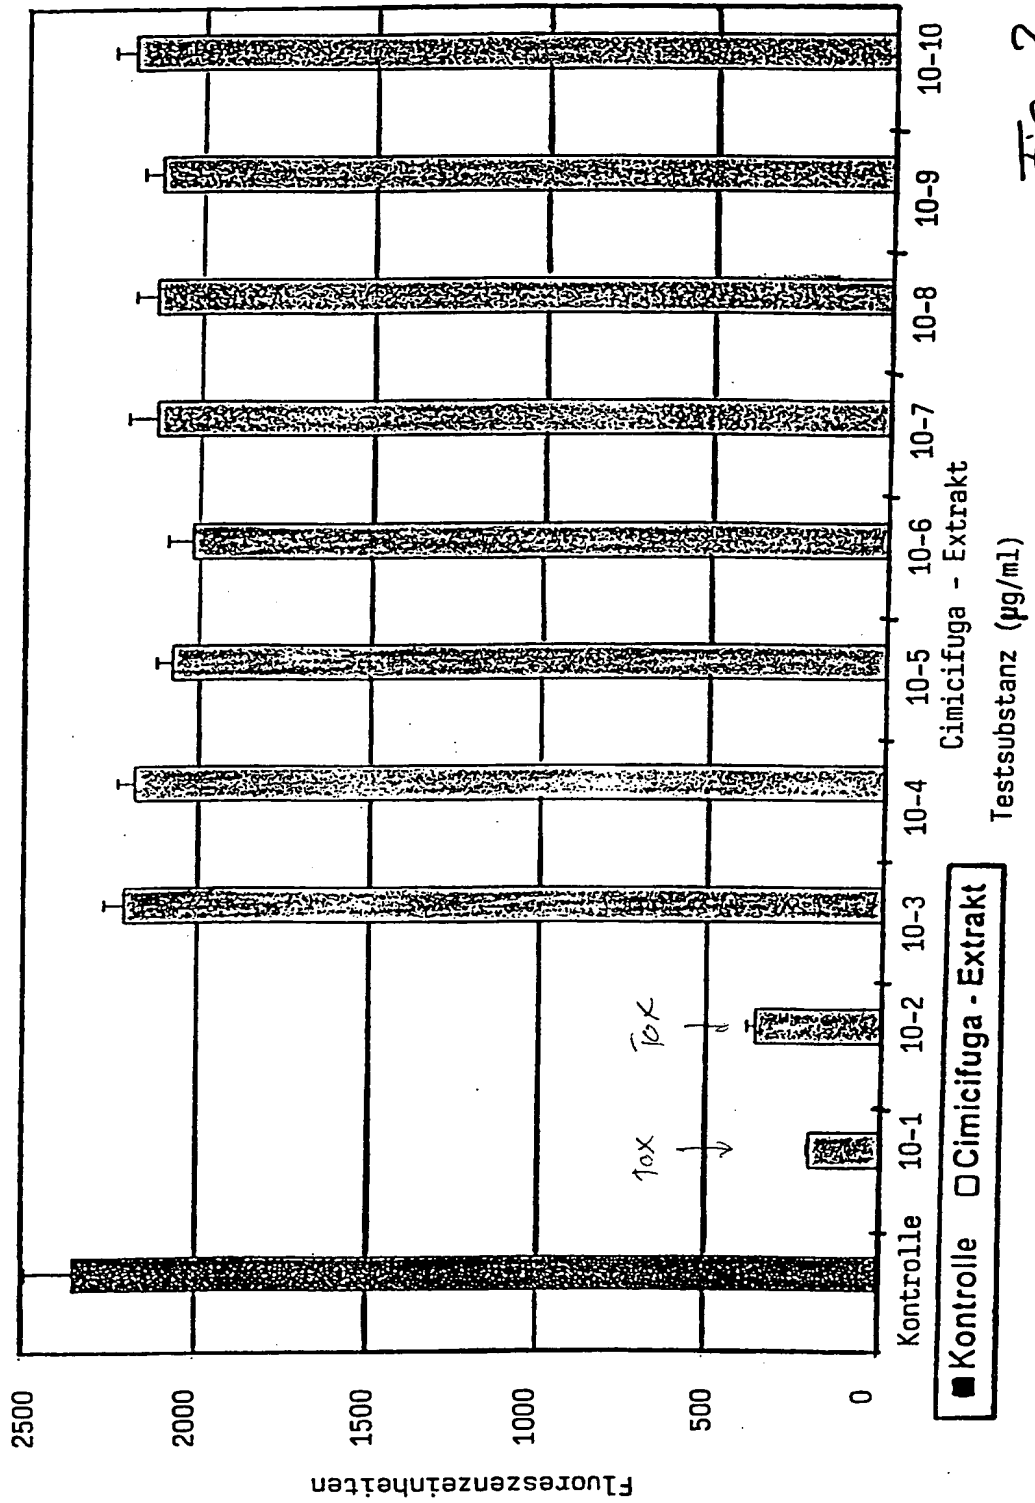 Fluoreszenzeinheiten
2500
2000
1500
1000
500
0
Tox
Tox
Kontrolle 10-1 10-2 10-3 10-4 10-5 10-6 10-7 10-8 10-9 10-10
Cimicifuga - Extrakt
Testsubstanz (µg/ml)
Kontrolle Cimicifuga - Extrakt